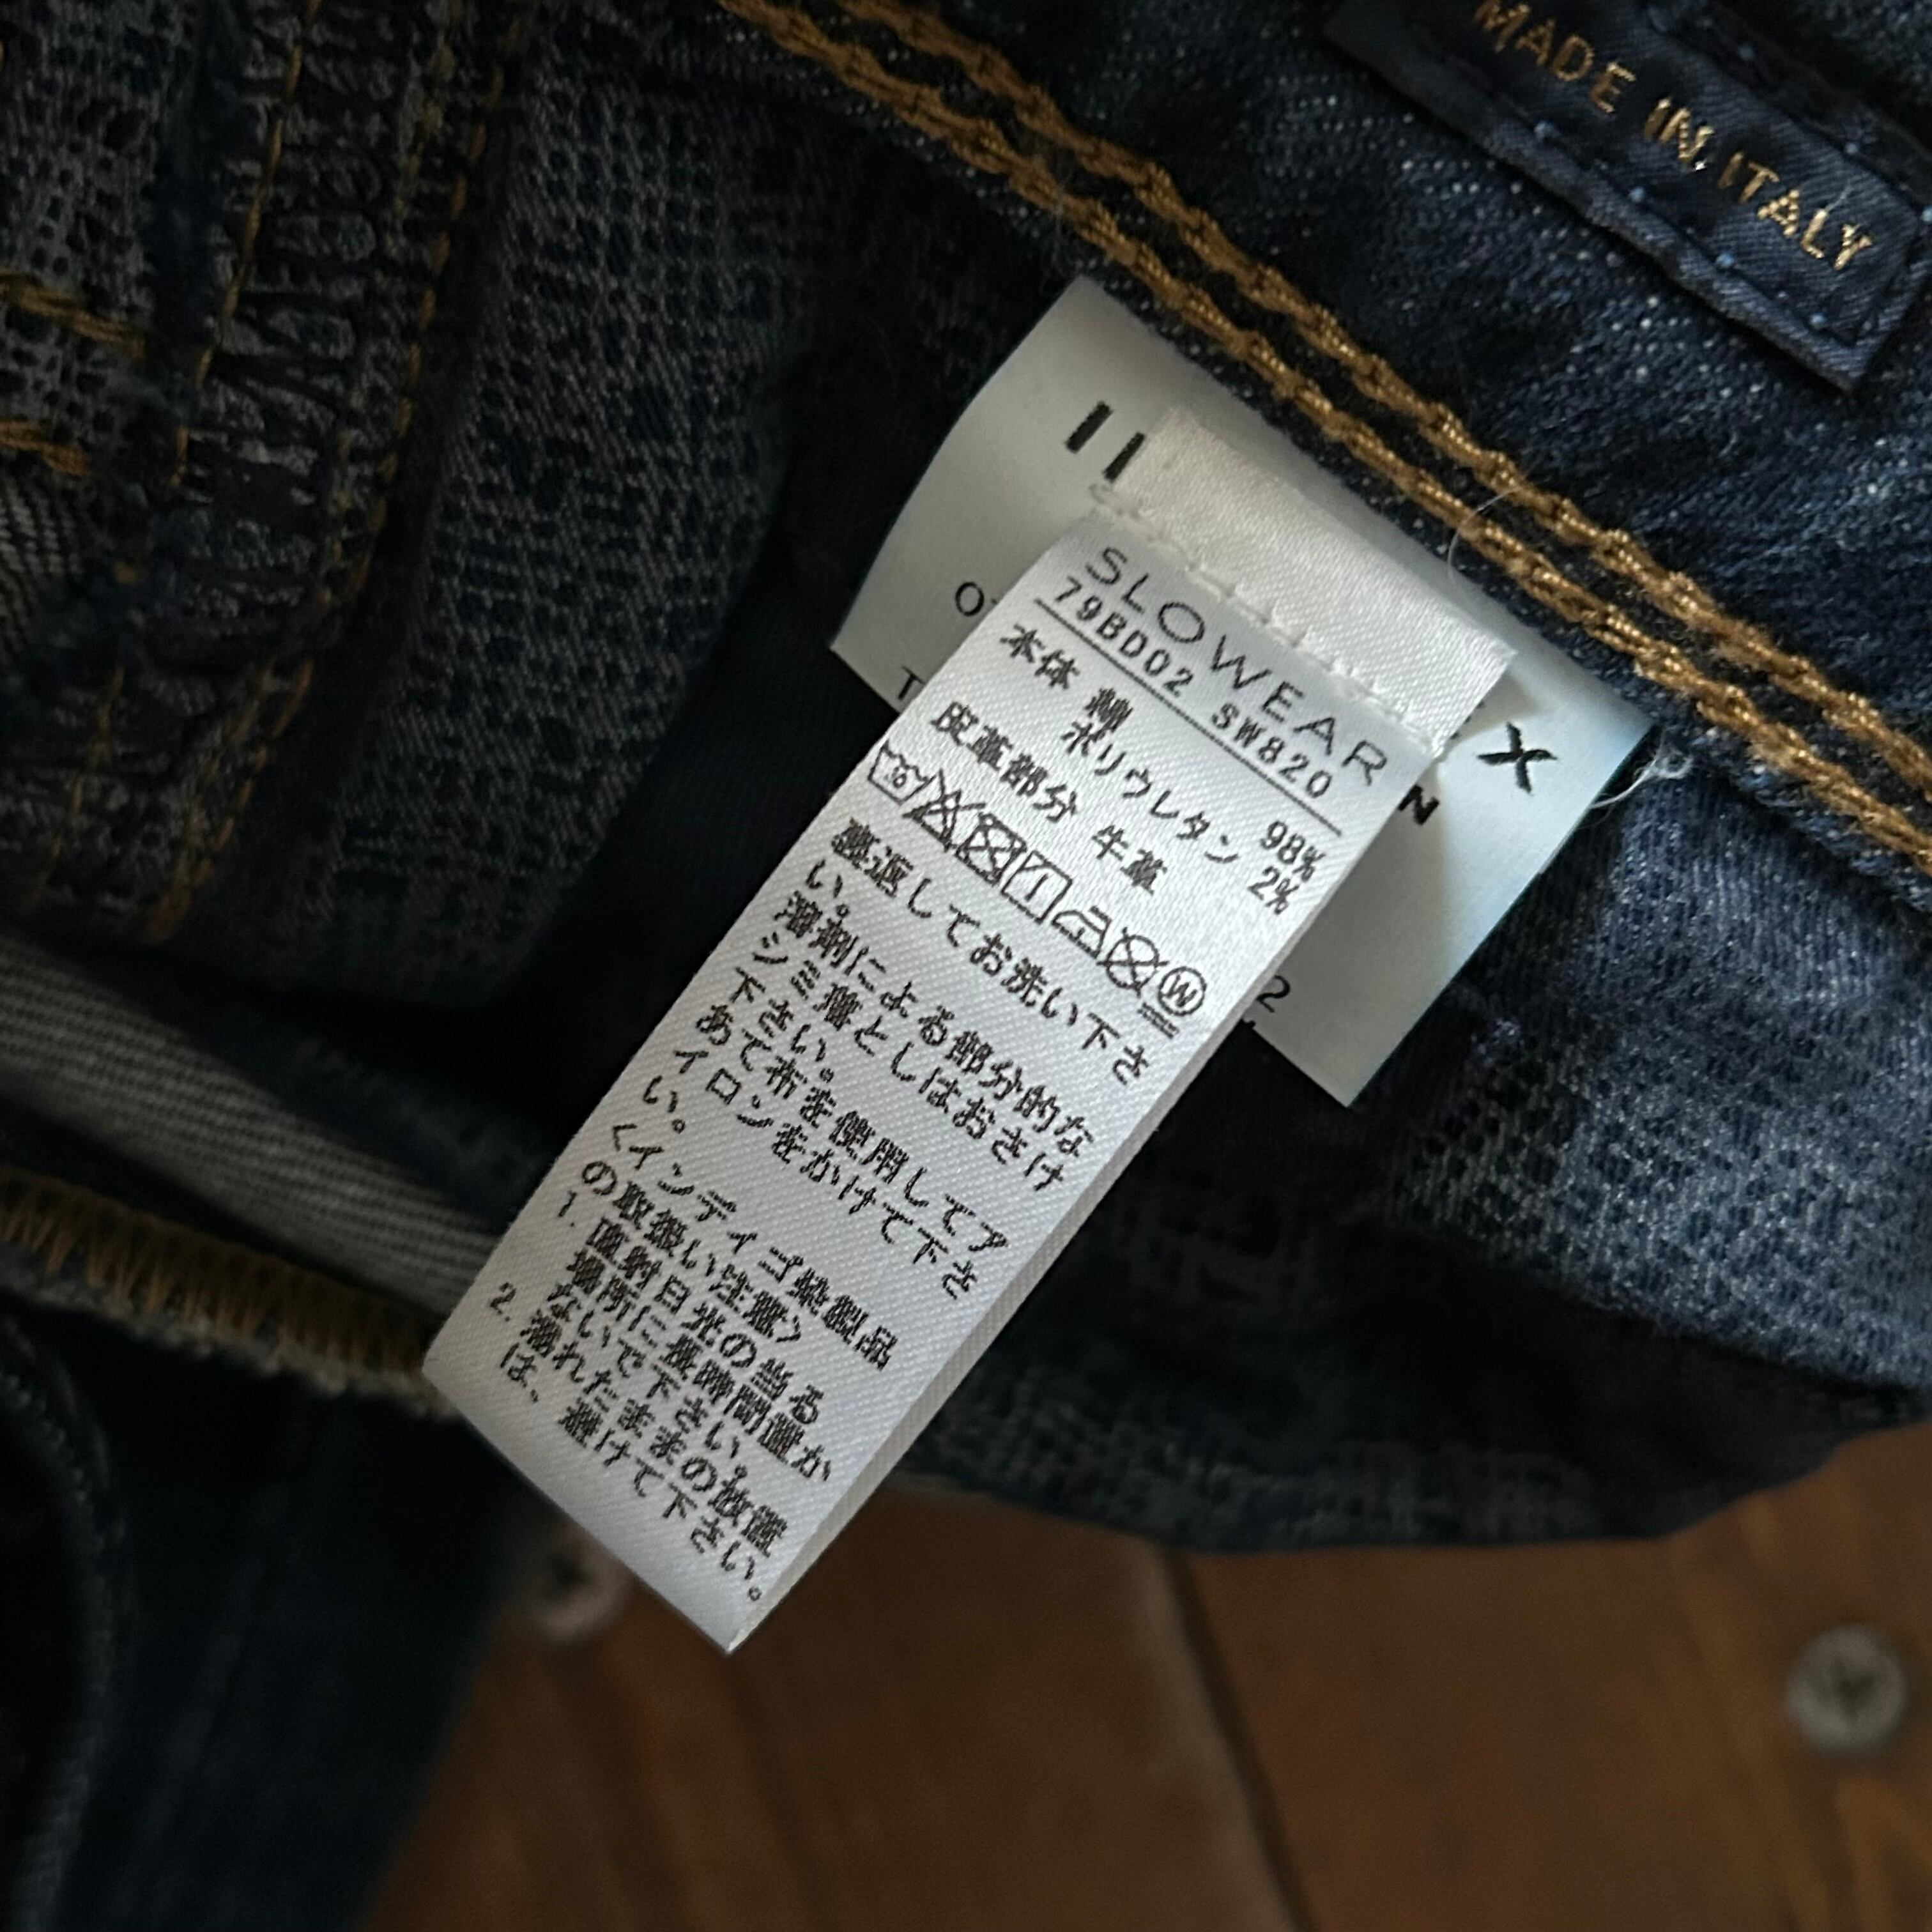 MADE IN ITALY
SLOWEAR
79BD02 SW820
本体 綿 98%
ポリウレタン 2%
皮革部分 牛革
W
裏返してお洗い下さ
い。
溶剤による部分的な
シミ落としはおさけ
下さい。
あて布を使用してア
イロンをかけて下さ
い。
<インディゴ染製品
の取扱い注意>
1. 直射日光の当る
場所に長時間置か
ないで下さい。
2. 濡れたままの放置
は、避けて下さい。
X
N
2